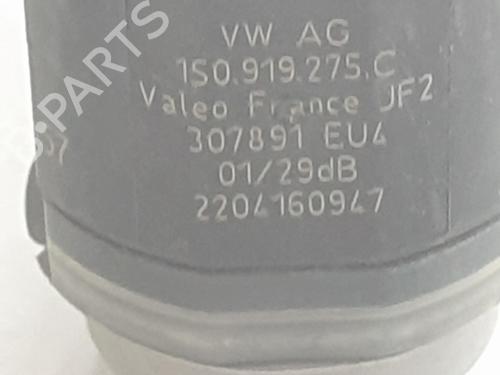 VW AG
1S0.919.275.C
Valeo France JF2
307891 EU4
01/29dB
2204160947
B-PARTS